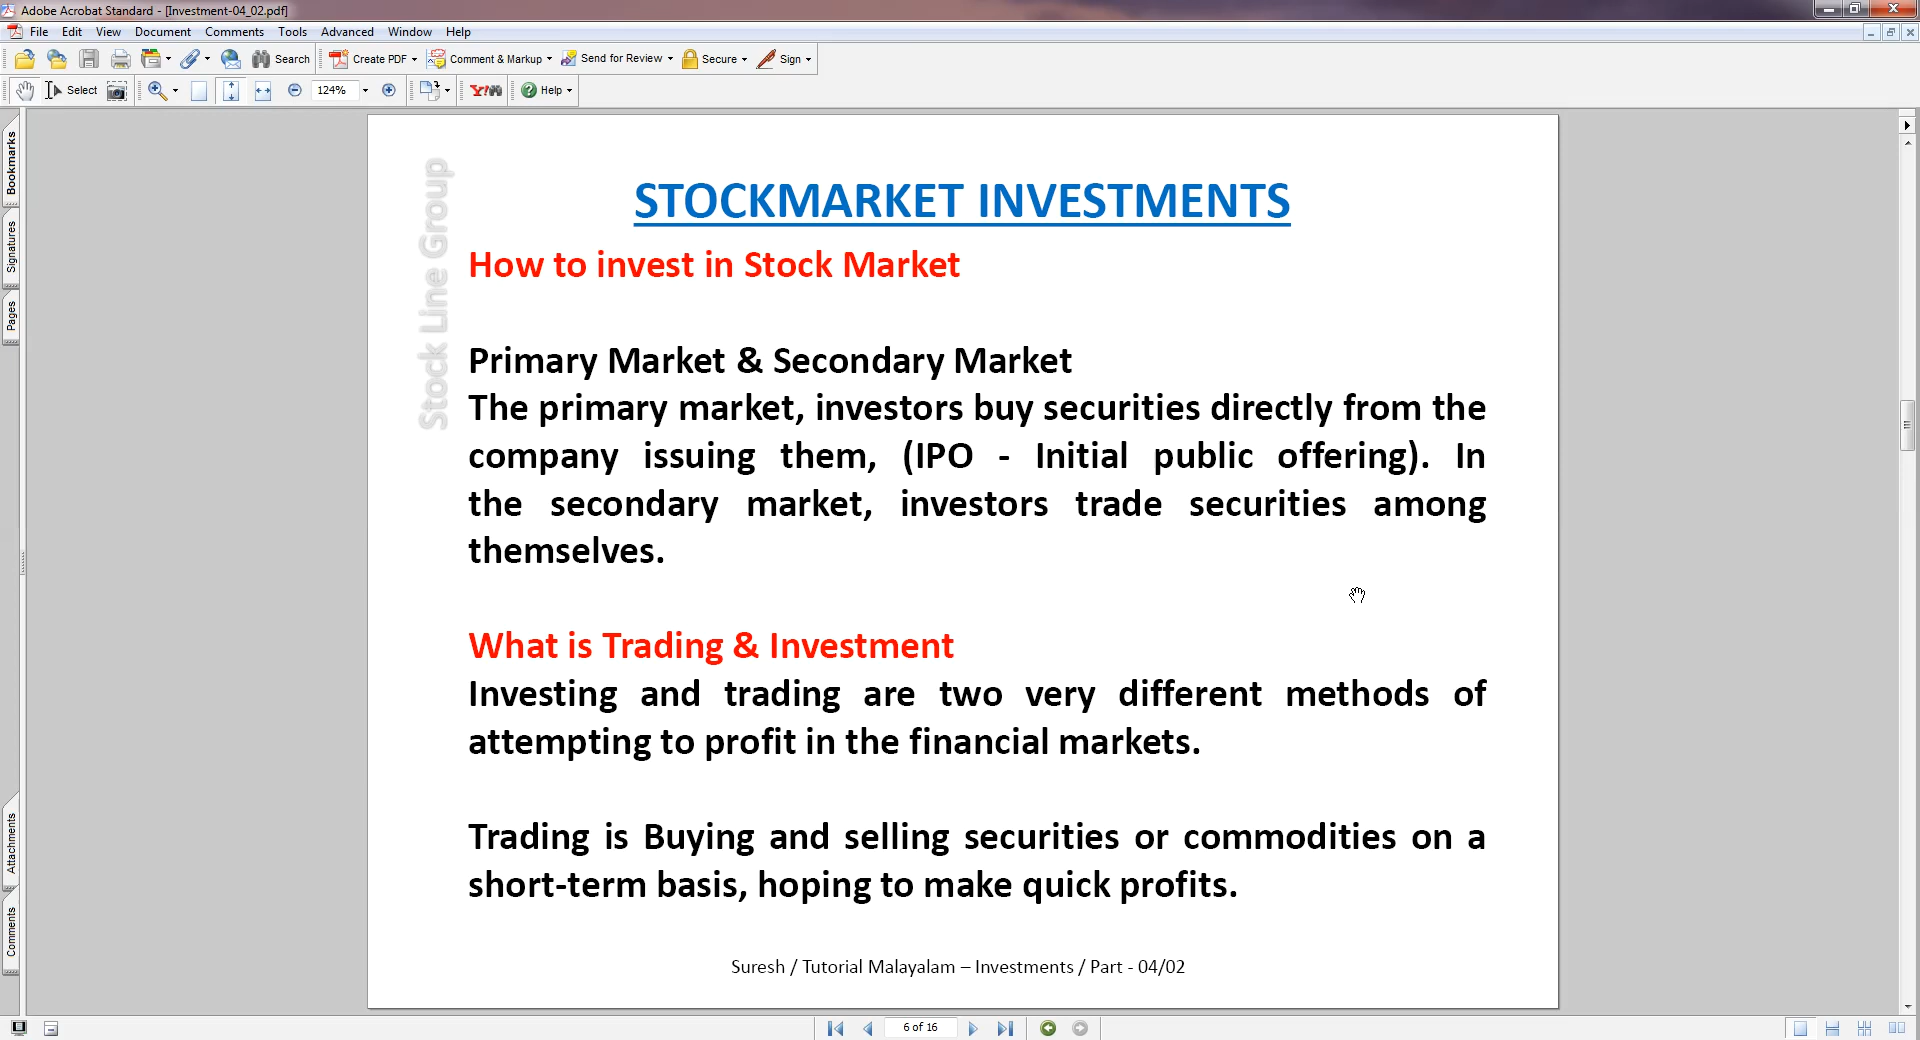 Adobe Acrobat Standard - [Investment-04_02.pdf]
File Edit View Document Comments Tools Advanced Window Help
Search Create PDF Comment & Markup Send for Review Secure Sign
Select 124% Y! Help
Bookmarks
Signatures
Pages
Attachments
Comments
Stock Line Group
STOCKMARKET INVESTMENTS
How to invest in Stock Market
Primary Market & Secondary Market
The primary market, investors buy securities directly from the
company issuing them, (IPO - Initial public offering). In
the secondary market, investors trade securities among
themselves.
What is Trading & Investment
Investing and trading are two very different methods of
attempting to profit in the financial markets.
Trading is Buying and selling securities or commodities on a
short-term basis, hoping to make quick profits.
Suresh / Tutorial Malayalam – Investments / Part - 04/02
6 of 16